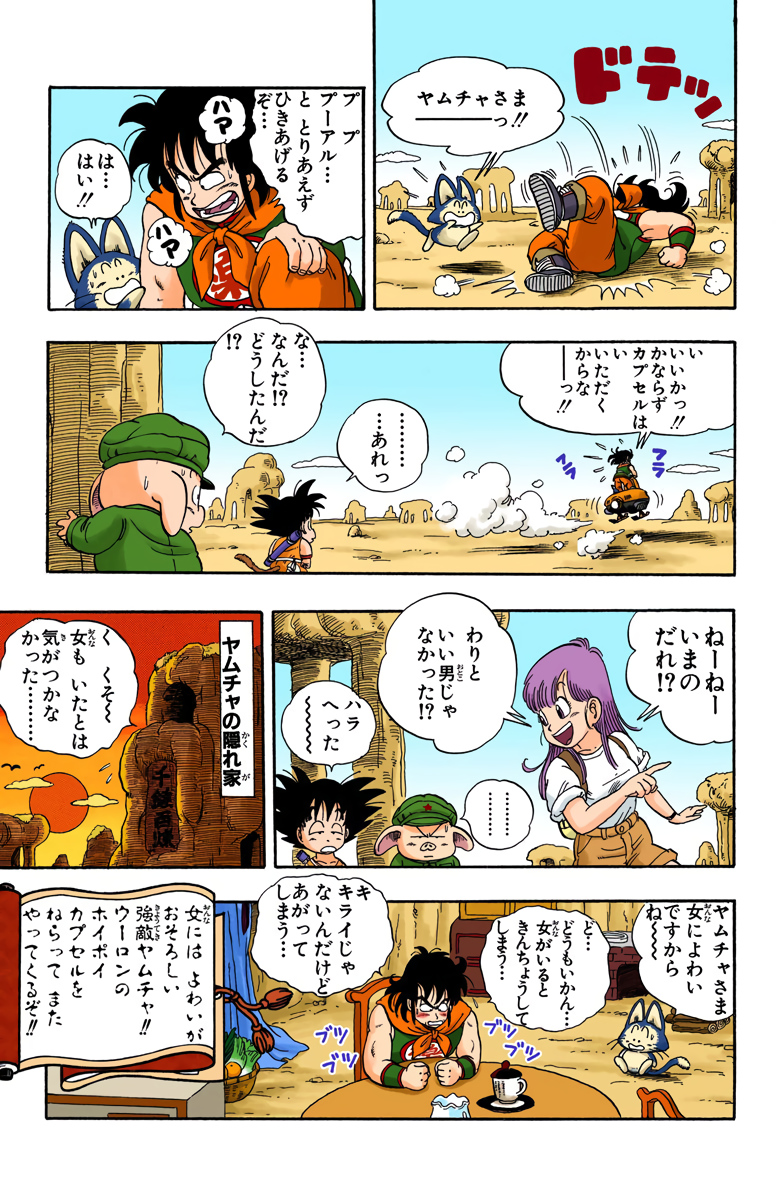 ドテッ
ヤムチャさま
――――っ!!
プ プ
プーアル…
と とりあえず
ひきあげる
ぞ…
ハア
ハア
は…
はい!!
い
いいかっ!!
かならず
カプセルは
い
いただく
からな
――っ!!
フラ
フラ
………
…あれっ
な…
なんだ!?
どうしたんだ
!?
ねーねー
いまの
だれ!?
わりと
いい男じゃ
なかった!?
………
………
ハラ
へった
〜〜〜
ヤムチャの隠れ家
く くそ〜
女も いたとは
気がつかな
かった……
ヤムチャさま
女によわい
ですから
ね〜〜〜
ど…
どうもいかん…
女がいると
きんちょうして
しまう…
キ
キライじゃ
ないんだけど
あがって
しまう…
ブツ
ブツ
ブツ
ブツ
女には よわいが
おそろしい
強敵ヤムチャ!!
ウーロンの
ホイポイ
カプセルを
ねらって また
やってくるぞ!!